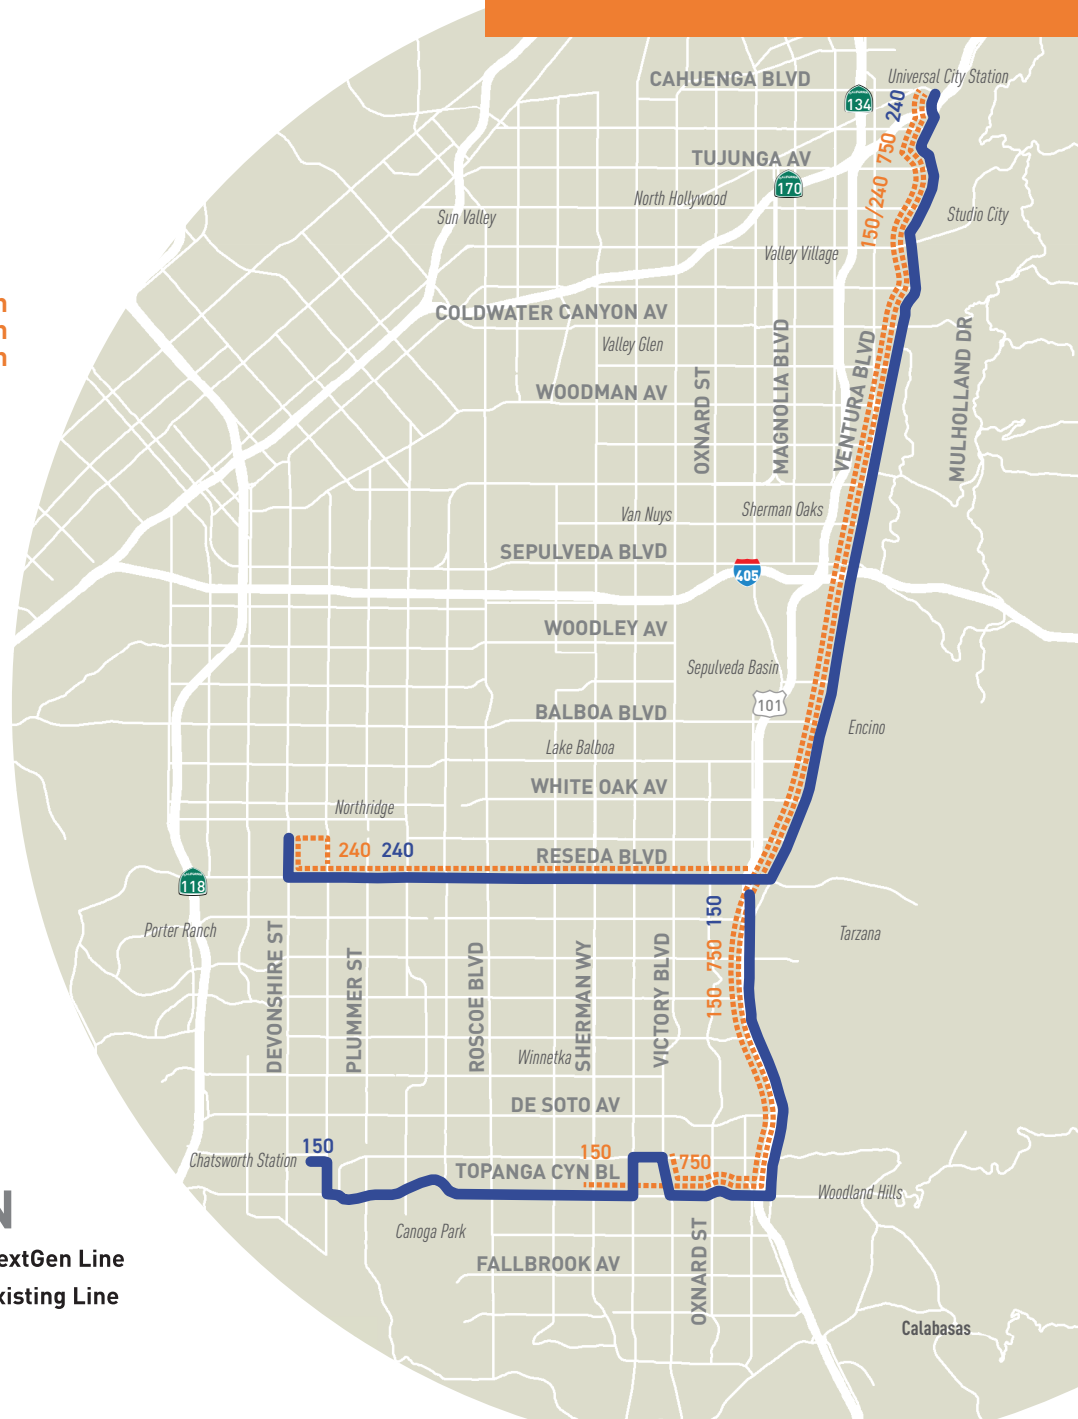 CAHUENGA BLVD
Universal City Station
134
240
TUJUNGA AV
750
170
North Hollywood
150/240
Sun Valley
Studio City
Valley Village
COLDWATER CANYON AV
Valley Glen
WOODMAN AV
OXNARD ST
MAGNOLIA BLVD
VENTURA BLVD
MULHOLLAND DR
Van Nuys
Sherman Oaks
SEPULVEDA BLVD
405
WOODLEY AV
Sepulveda Basin
101
BALBOA BLVD
Encino
Lake Balboa
WHITE OAK AV
Northridge
240 240
RESEDA BLVD
118
150
Porter Ranch
Tarzana
750
150
DEVONSHIRE ST
PLUMMER ST
ROSCOE BLVD
SHERMAN WY
VICTORY BLVD
Winnetka
DE SOTO AV
150
Chatsworth Station
150
750
TOPANGA CYN BL
Woodland Hills
Canoga Park
OXNARD ST
FALLBROOK AV
Calabasas
N
extGen Line
xisting Line